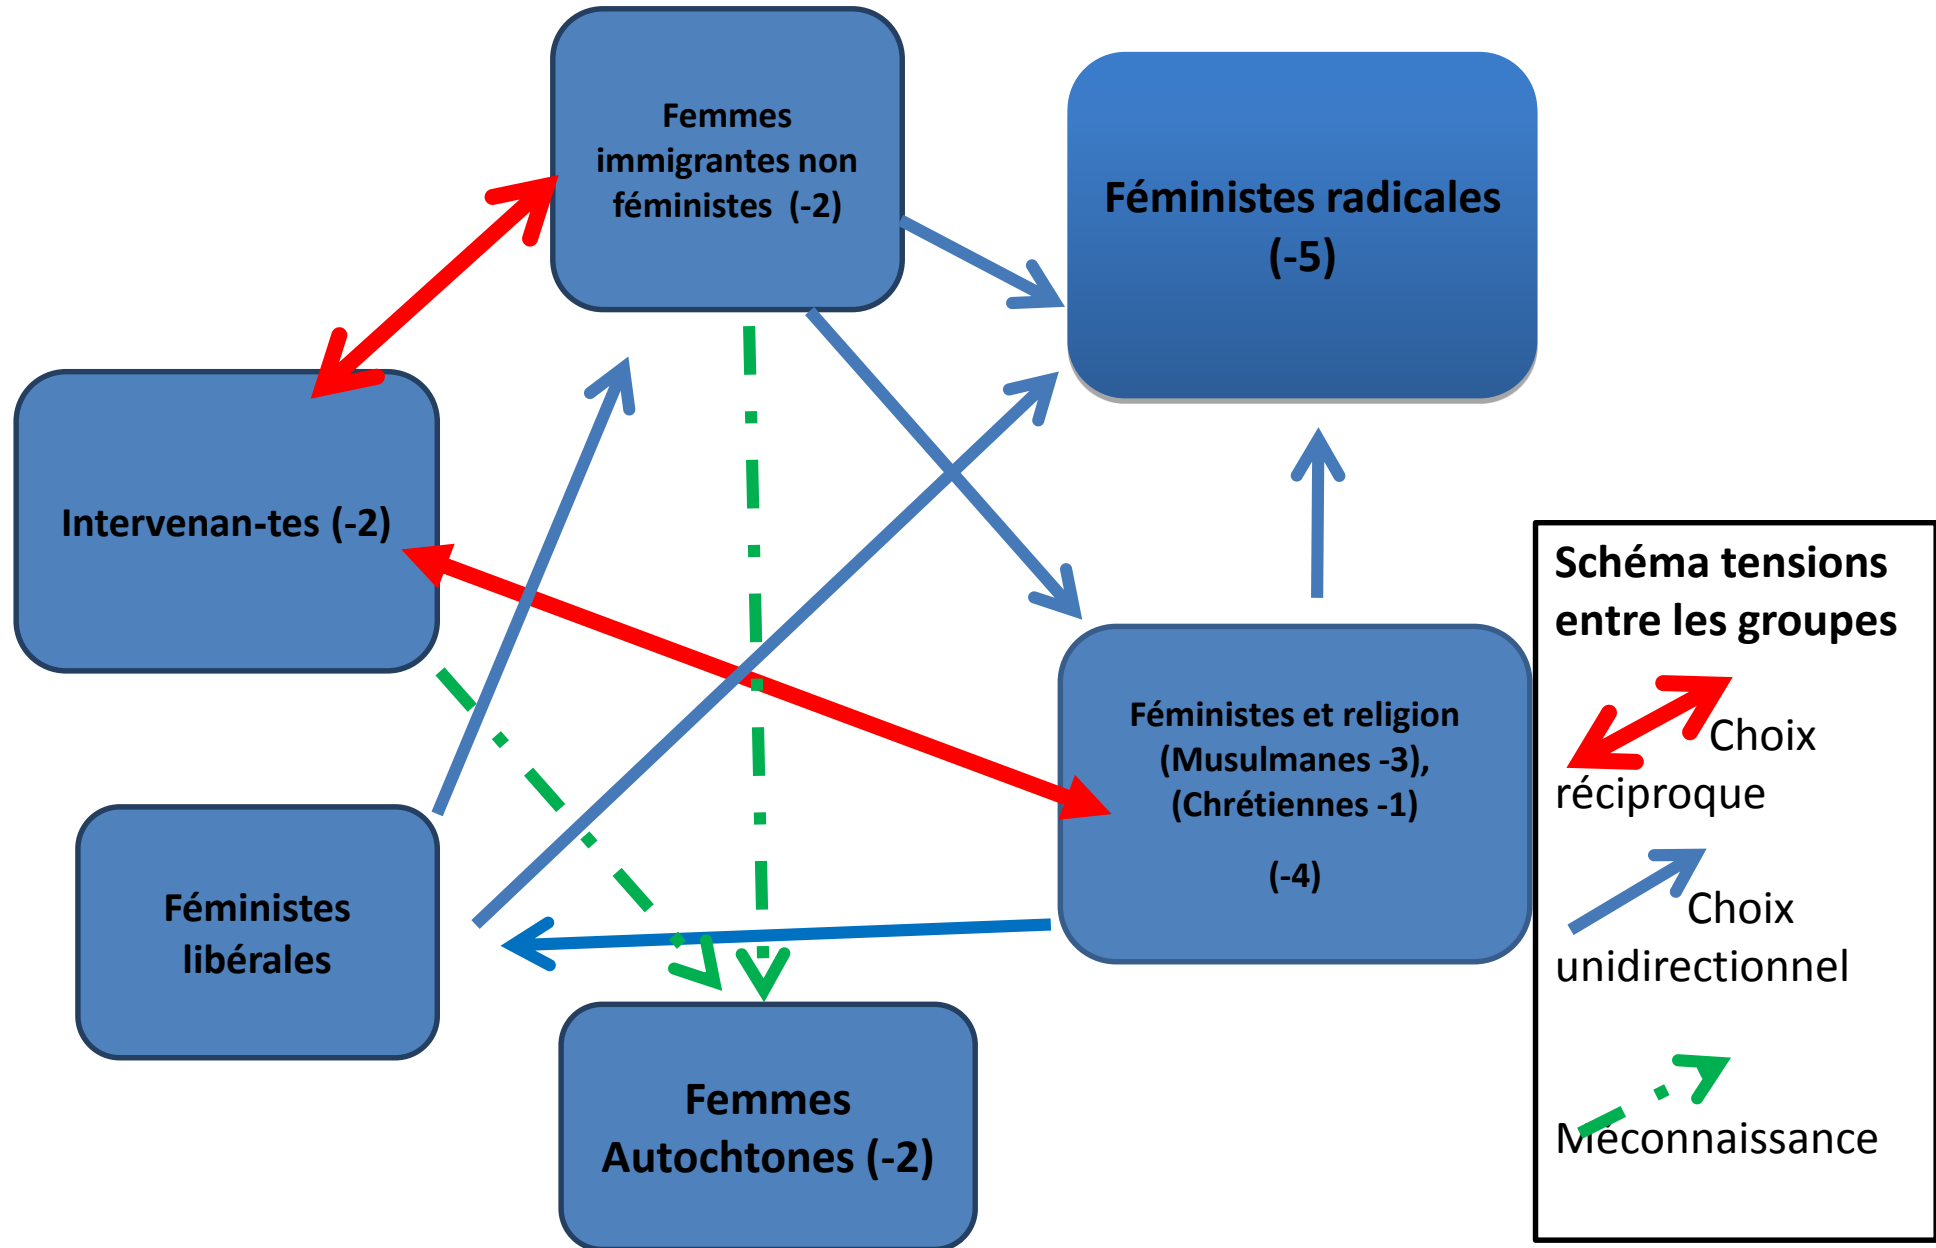 Femmes
immigrantes non
féministes (-2)
Féministes radicales
(-5)
Intervenan-tes (-2)
Féministes et religion
(Musulmanes -3),
(Chrétiennes -1)
(-4)
Féministes
libérales
Femmes
Autochtones (-2)
Schéma tensions
entre les groupes
Choix
réciproque
Choix
unidirectionnel
Méconnaissance